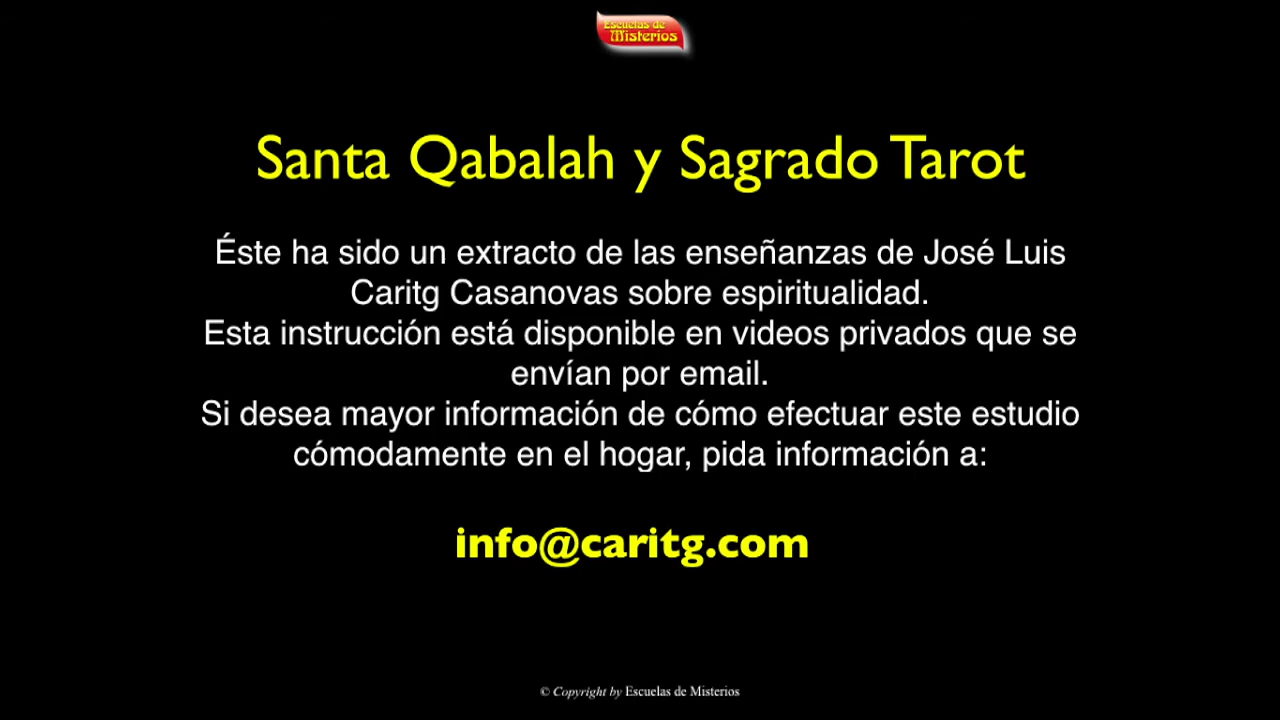 Escuelas de
Misterios
Santa Qabalah y Sagrado Tarot
Éste ha sido un extracto de las enseñanzas de José Luis
Caritg Casanovas sobre espiritualidad.
Esta instrucción está disponible en videos privados que se
envían por email.
Si desea mayor información de cómo efectuar este estudio
cómodamente en el hogar, pida información a:
info@caritg.com
© Copyright by Escuelas de Misterios